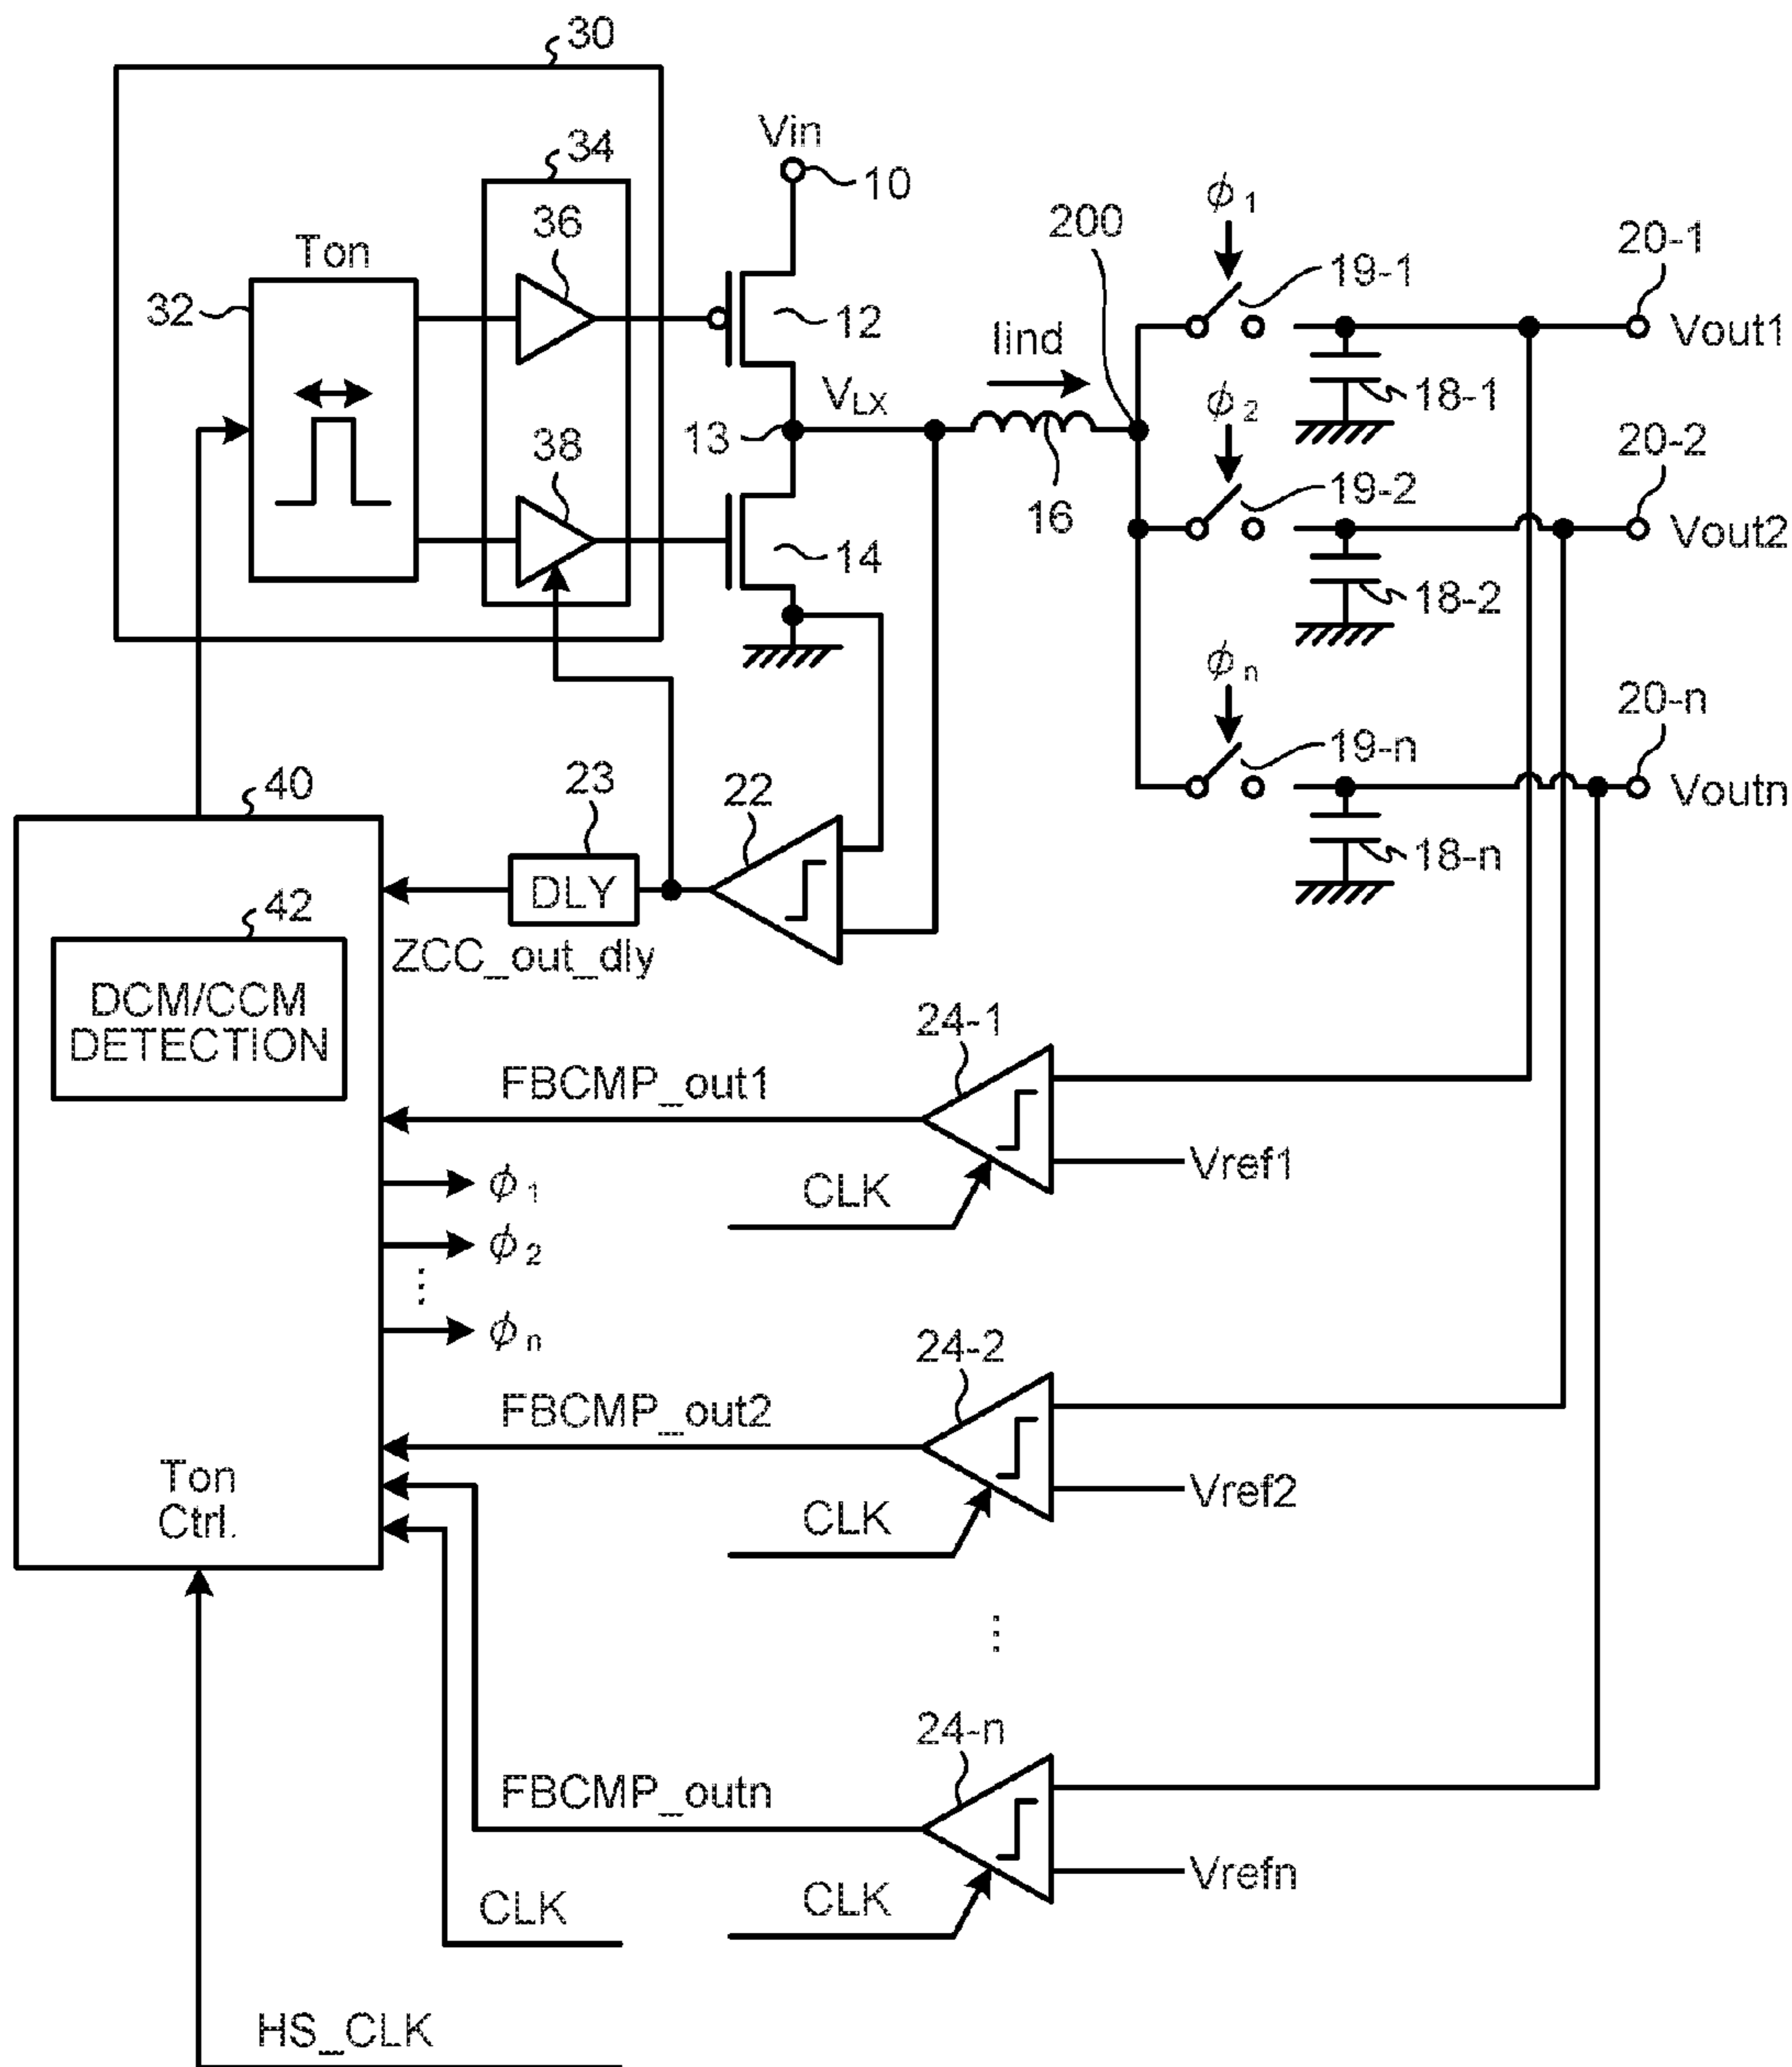 30
Vin
34
10
ϕ1
36
200
20-1
Ton
19-1
32
12
Iind
Vout1
VLX
ϕ2
18-1
13
38
20-2
19-2
16
14
Vout2
18-2
ϕn
20-n
19-n
40
23
22
Voutn
18-n
DLY
42
ZCC_out_dly
DCM/CCM
DETECTION
24-1
FBCMP_out1
Vref1
ϕ1
CLK
ϕ2
⋮
ϕn
24-2
FBCMP_out2
Ton
Ctrl.
Vref2
CLK
⋮
24-n
FBCMP_outn
Vrefn
CLK
CLK
HS_CLK